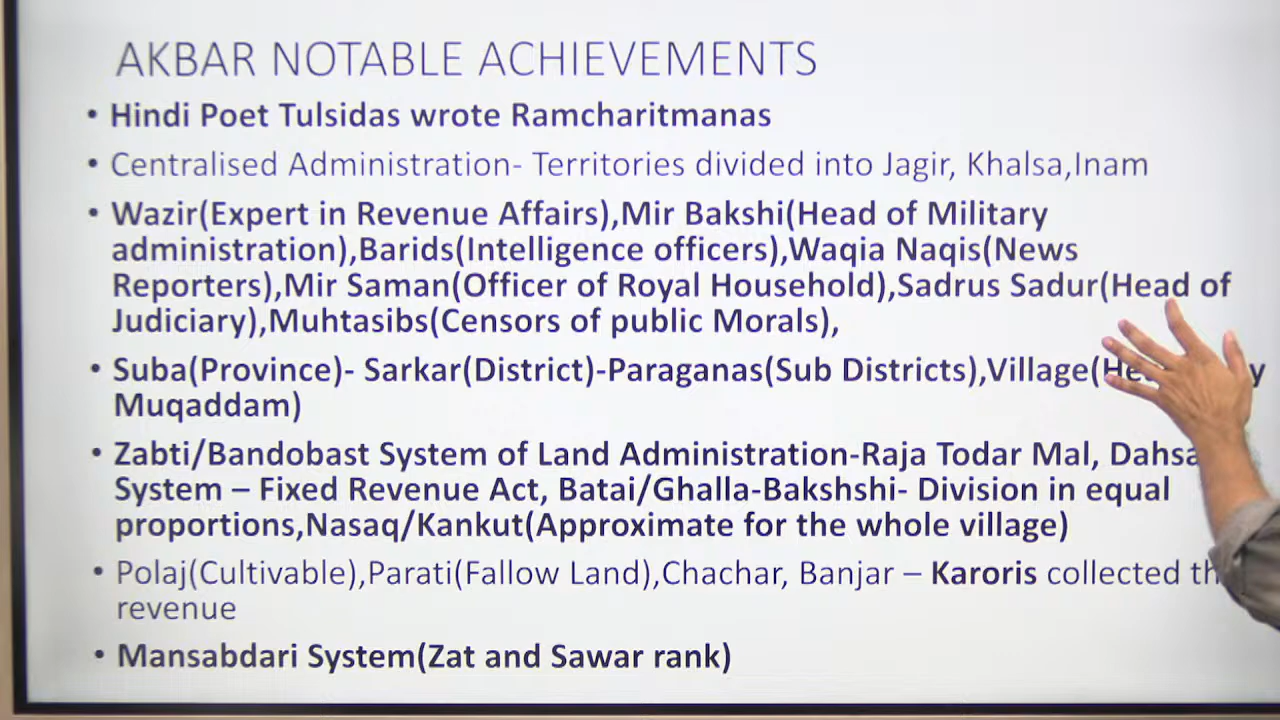 AKBAR NOTABLE ACHIEVEMENTS
• Hindi Poet Tulsidas wrote Ramcharitmanas
• Centralised Administration- Territories divided into Jagir, Khalsa,Inam
• Wazir(Expert in Revenue Affairs),Mir Bakshi(Head of Military
administration),Barids(Intelligence officers),Waqia Naqis(News
Reporters),Mir Saman(Officer of Royal Household),Sadrus Sadur(Head of
Judiciary),Muhtasibs(Censors of public Morals),
• Suba(Province)- Sarkar(District)-Paraganas(Sub Districts),Village(
Muqaddam)
• Zabti/Bandobast System of Land Administration-Raja Todar Mal,
System – Fixed Revenue Act, Batai/Ghalla-Bakshshi- Division in equal
proportions,Nasaq/Kankut(Approximate for the whole village)
• Polaj(Cultivable),Parati(Fallow Land),Chachar, Banjar – Karoris collected
revenue
• Mansabdari System(Zat and Sawar rank)